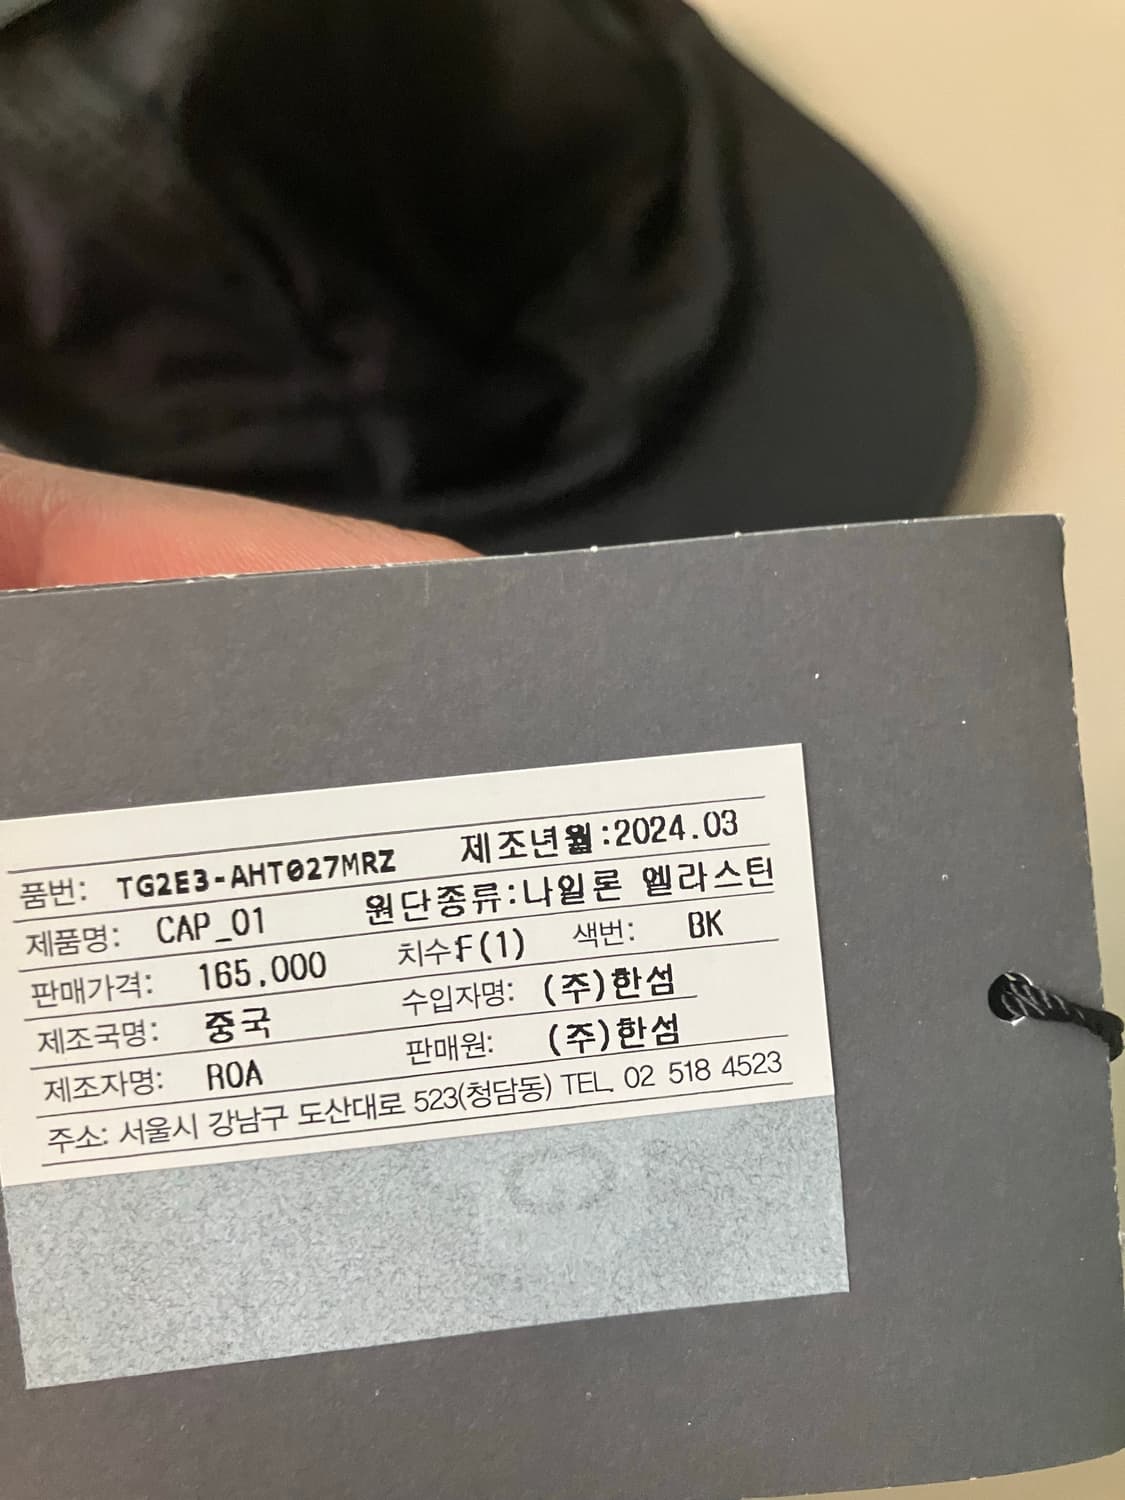 품번: TG2E3-AHT027MRZ 제조년월:2024.03
제품명: CAP_01 원단종류:나일론 엘라스틴
판매가격: 165,000 치수F(1) 색번: BK
제조국명: 중국 수입자명: (주)한섬
제조자명: ROA 판매원: (주)한섬
주소: 서울시 강남구 도산대로 523(청담동) TEL. 02 518 4523